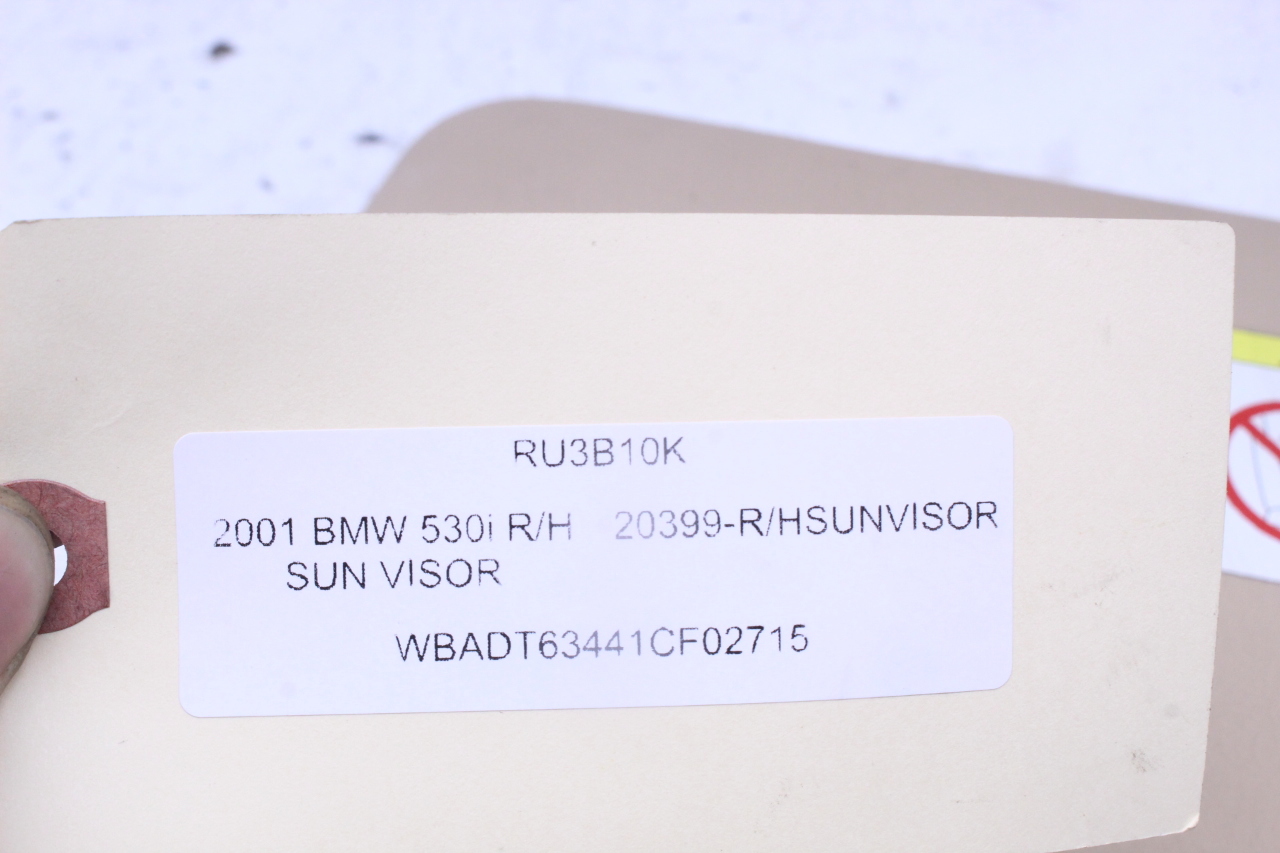 RU3B10K
2001 BMW 530i R/H 20399-R/HSUNVISOR
SUN VISOR
WBADT63441CF02715